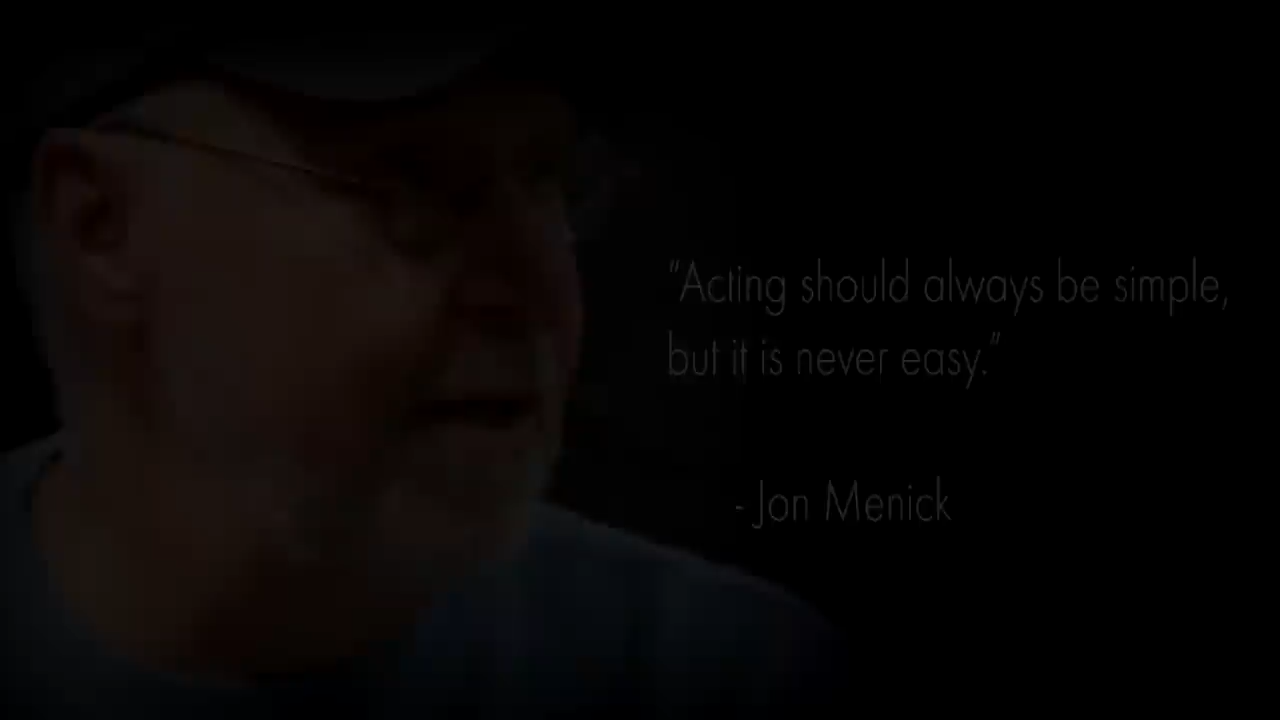 "Acting should always be simple,
but it is never easy."
- Jon Menick